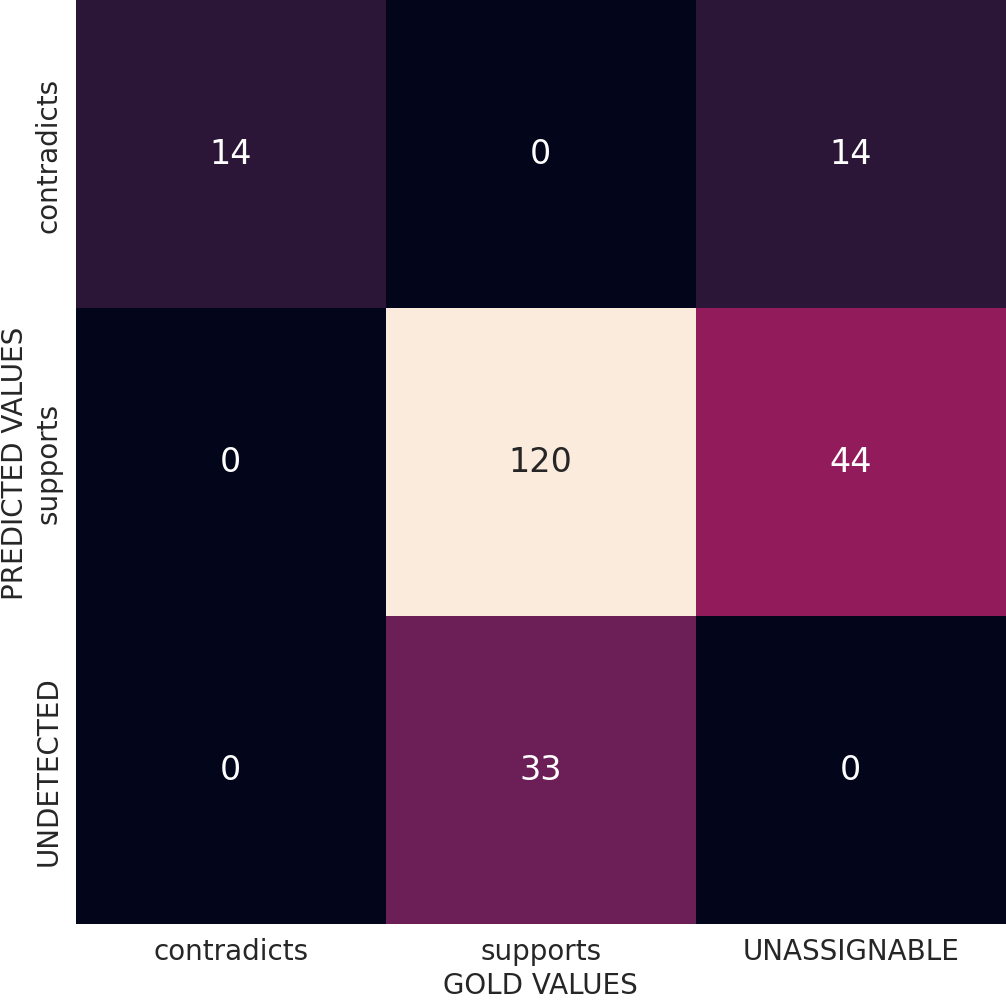 PREDICTED VALUES
contradicts
14 0 14
supports
0 120 44
UNDETECTED
0 33 0
contradicts supports UNASSIGNABLE
GOLD VALUES